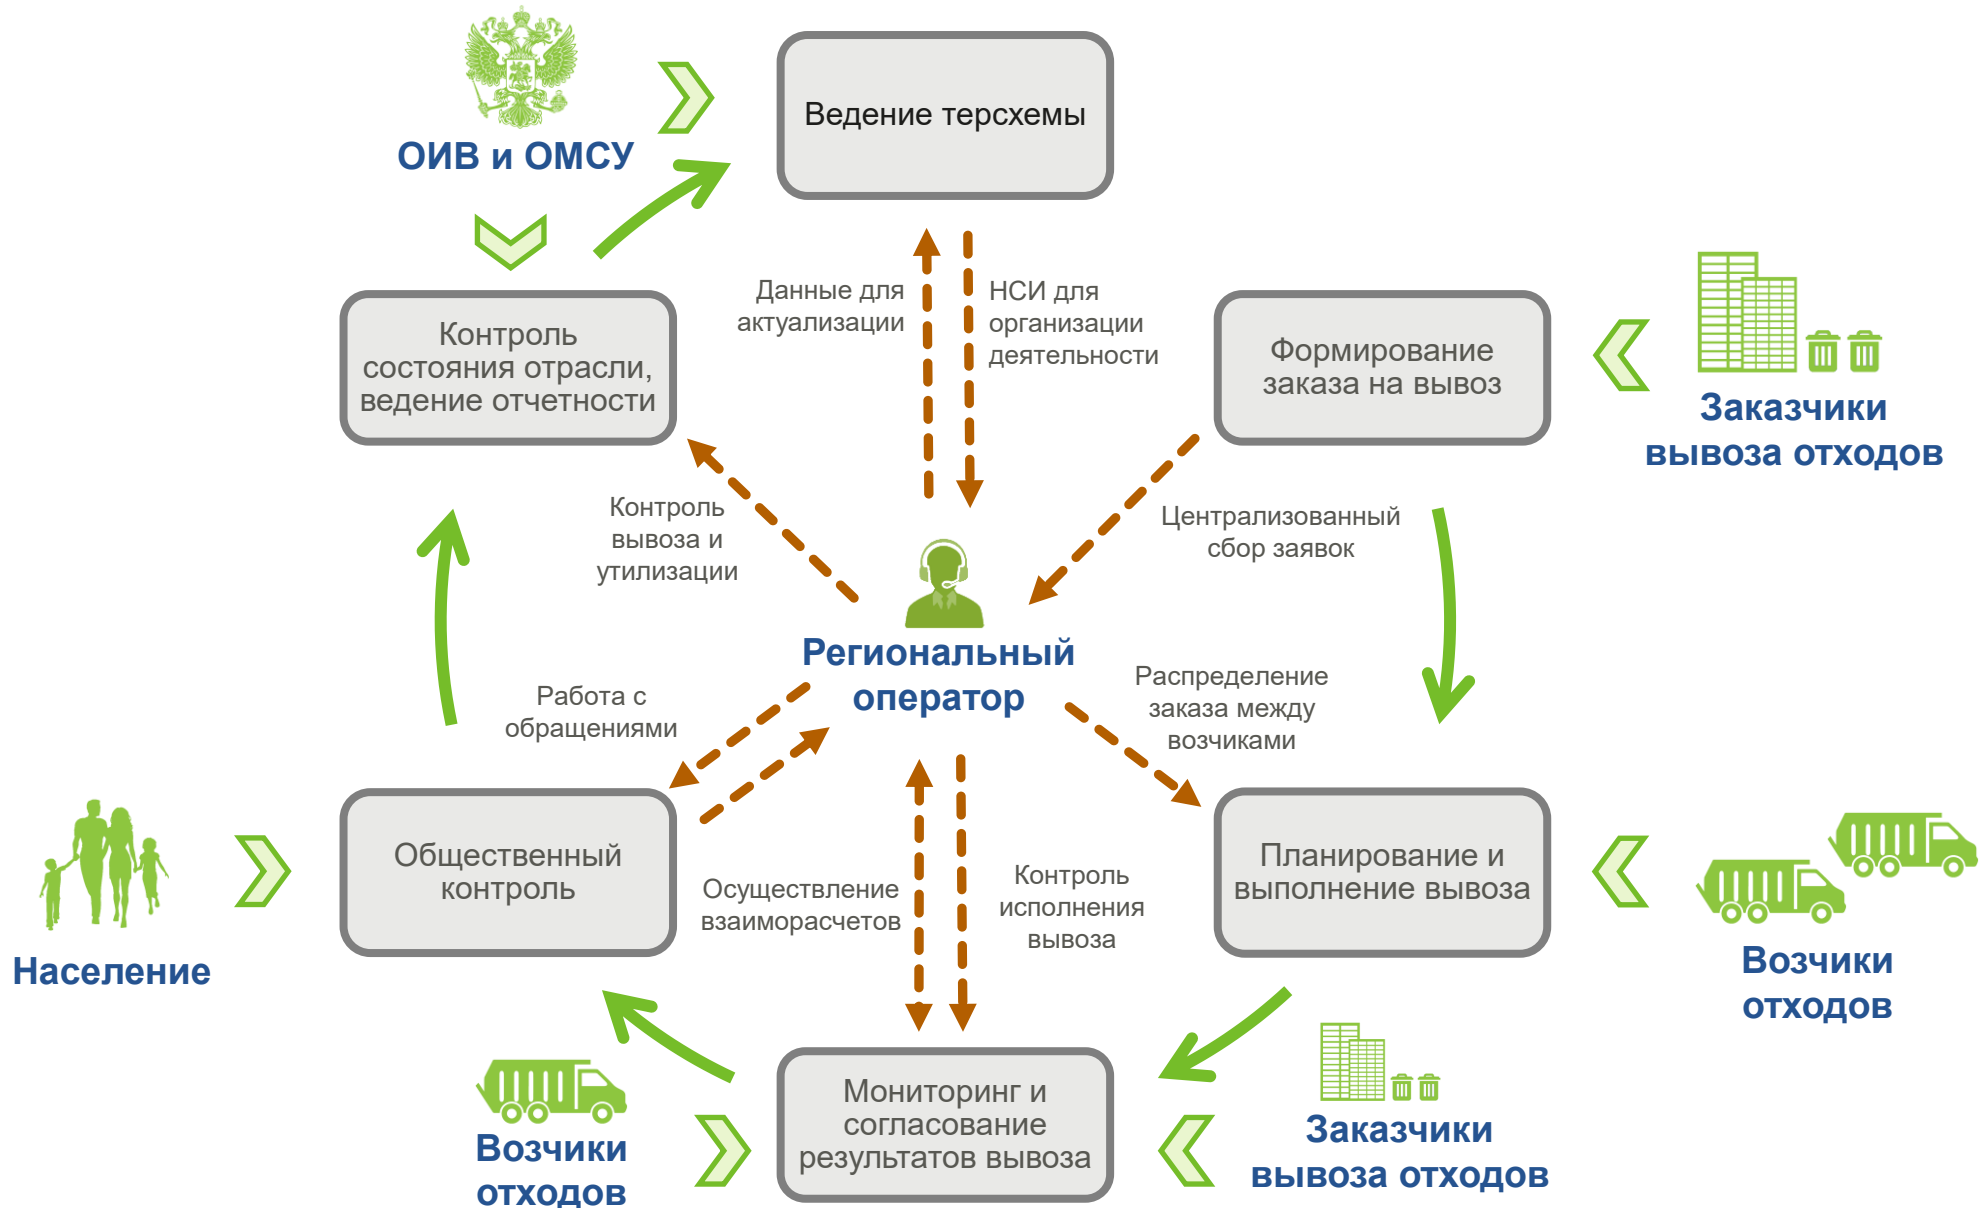 Ведение терсхемы
ОИВ и ОМСУ
Данные для
актуализации
НСИ для
организации
деятельности
Контроль
состояния отрасли,
ведение отчетности
Формирование
заказа на вывоз
Заказчики
вывоза отходов
Контроль
вывоза и
утилизации
Централизованный
сбор заявок
Региональный
оператор
Работа с
обращениями
Распределение
заказа между
возчиками
Общественный
контроль
Осуществление
взаиморасчетов
Контроль
исполнения
вывоза
Планирование и
выполнение вывоза
Население
Возчики
отходов
Мониторинг и
согласование
результатов вывоза
Возчики
отходов
Заказчики
вывоза отходов